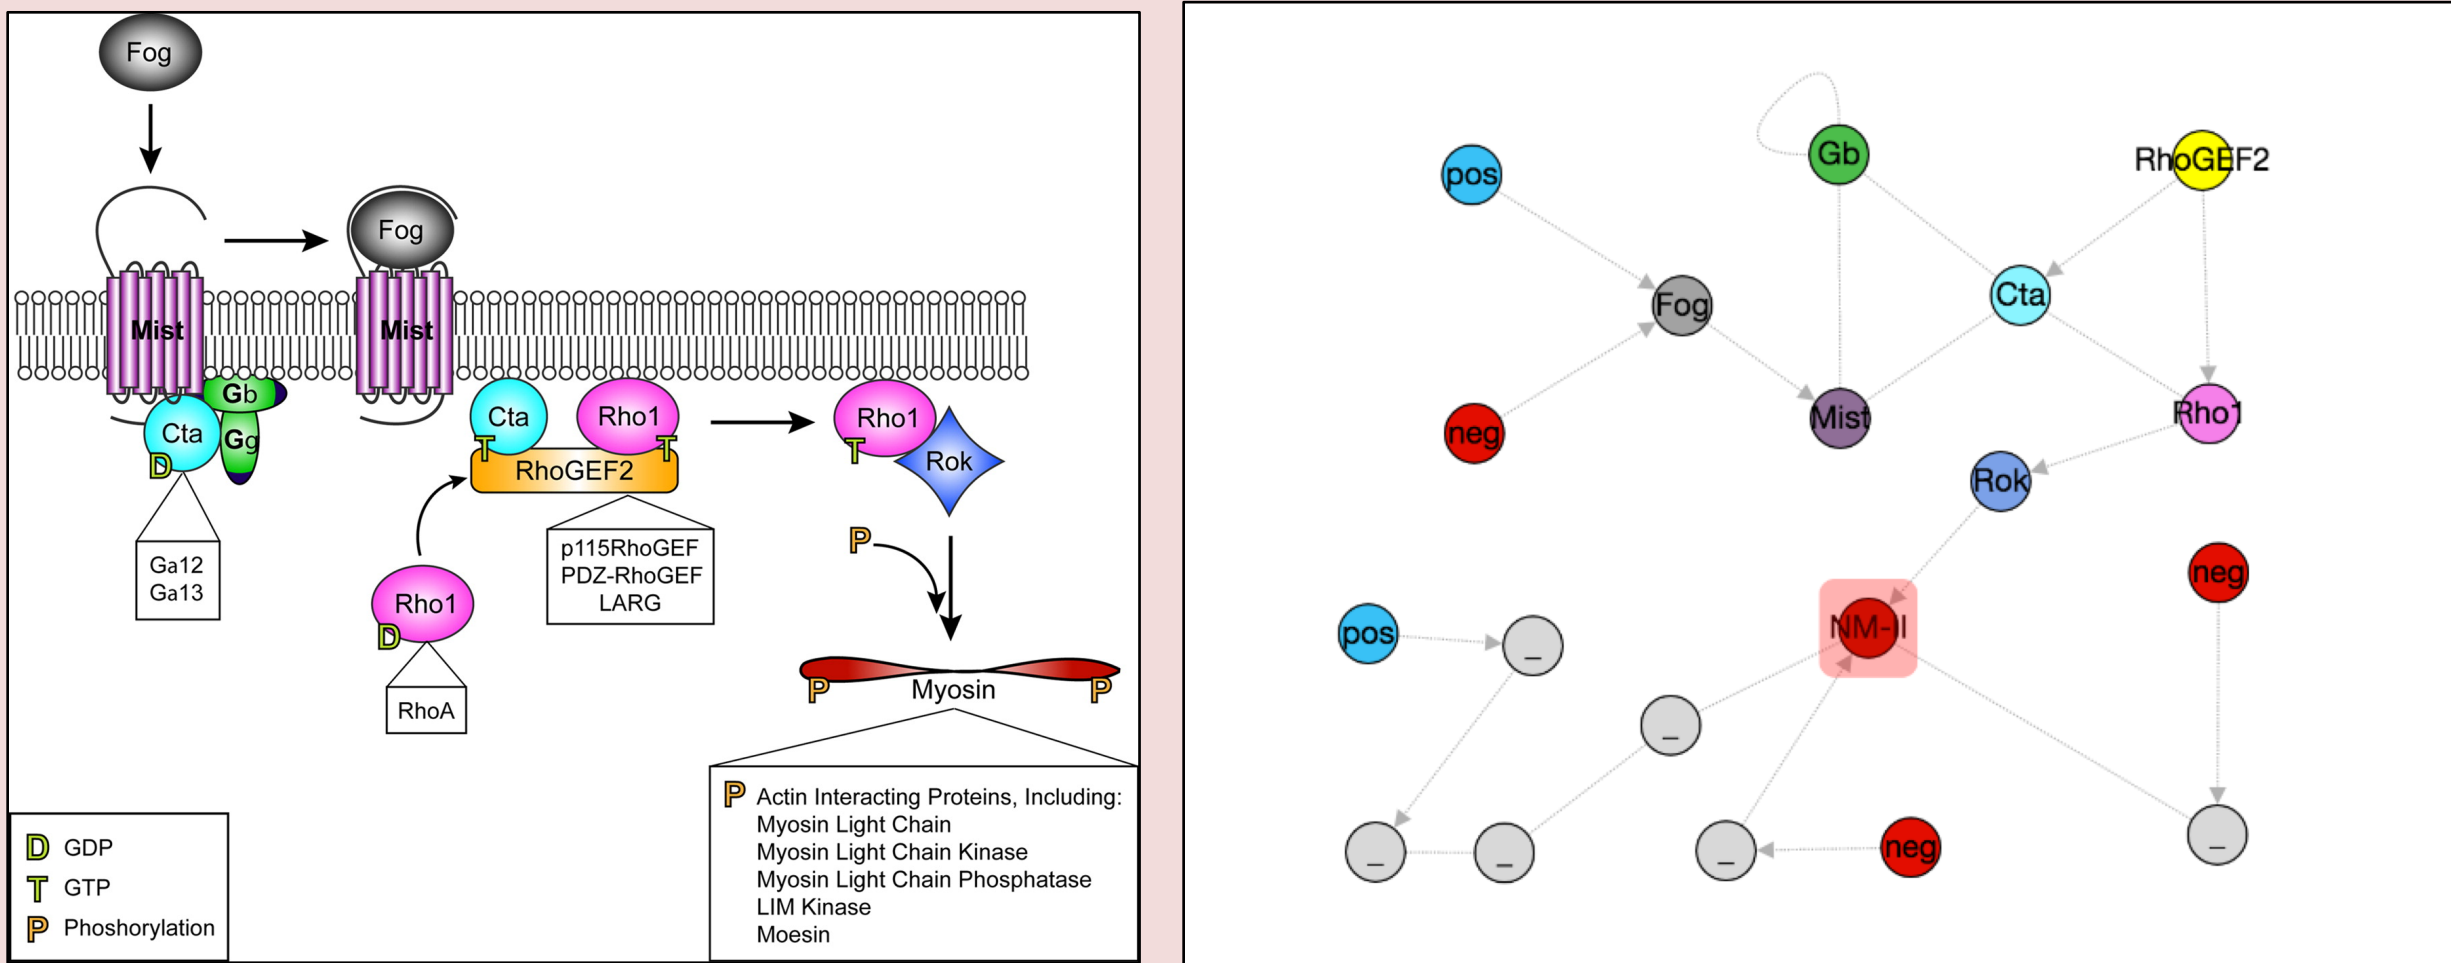 Fog
Fog
Mist
Mist
Gb
Cta
Gg
D
Cta
Rho1
T
T
RhoGEF2
Rho1
T
Rok
Ga12
Ga13
p115RhoGEF
PDZ-RhoGEF
LARG
P
Rho1
D
RhoA
P
P
Myosin
P Actin Interacting Proteins, Including:
Myosin Light Chain
Myosin Light Chain Kinase
Myosin Light Chain Phosphatase
LIM Kinase
Moesin
D GDP
T GTP
P Phoshorylation
Gb
RhoGEF2
pos
Cta
Fog
Mist
Rho1
neg
Rok
neg
NM-II
pos
_
_
_
_
_
neg
_